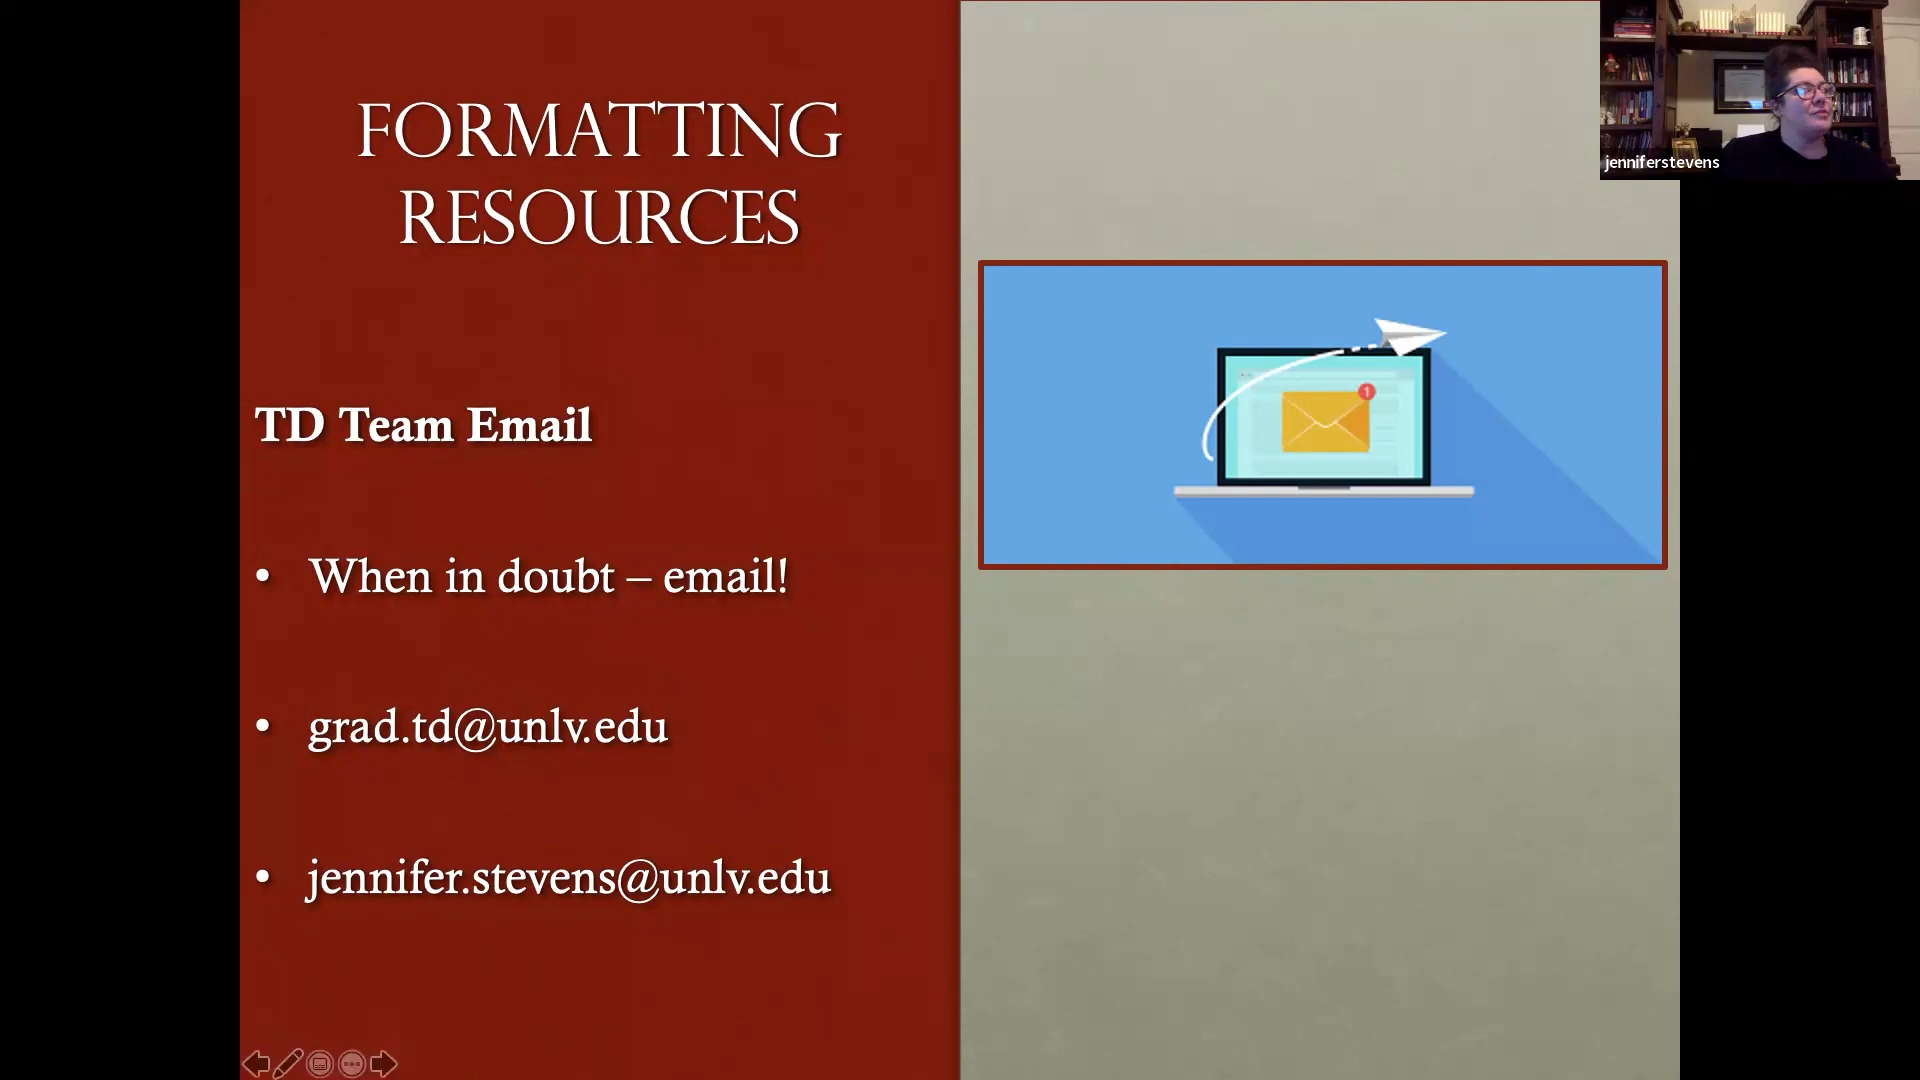 FORMATTING
RESOURCES
TD Team Email
• When in doubt – email!
• grad.td@unlv.edu
• jennifer.stevens@unlv.edu
1
jenniferstevens